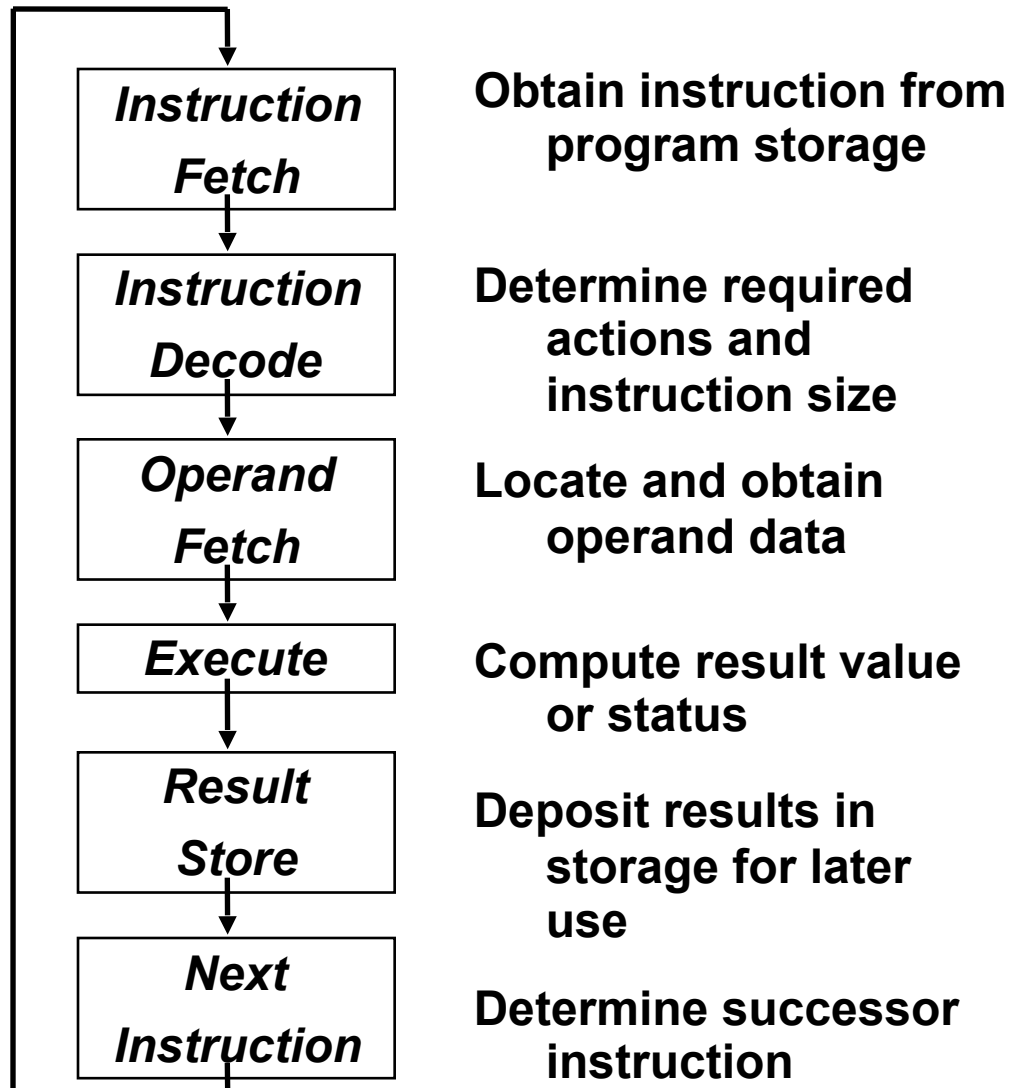 Instruction
Fetch
Obtain instruction from
program storage
Instruction
Decode
Determine required
actions and
instruction size
Operand
Fetch
Locate and obtain
operand data
Execute
Compute result value
or status
Result
Store
Deposit results in
storage for later
use
Next
Instruction
Determine successor
instruction